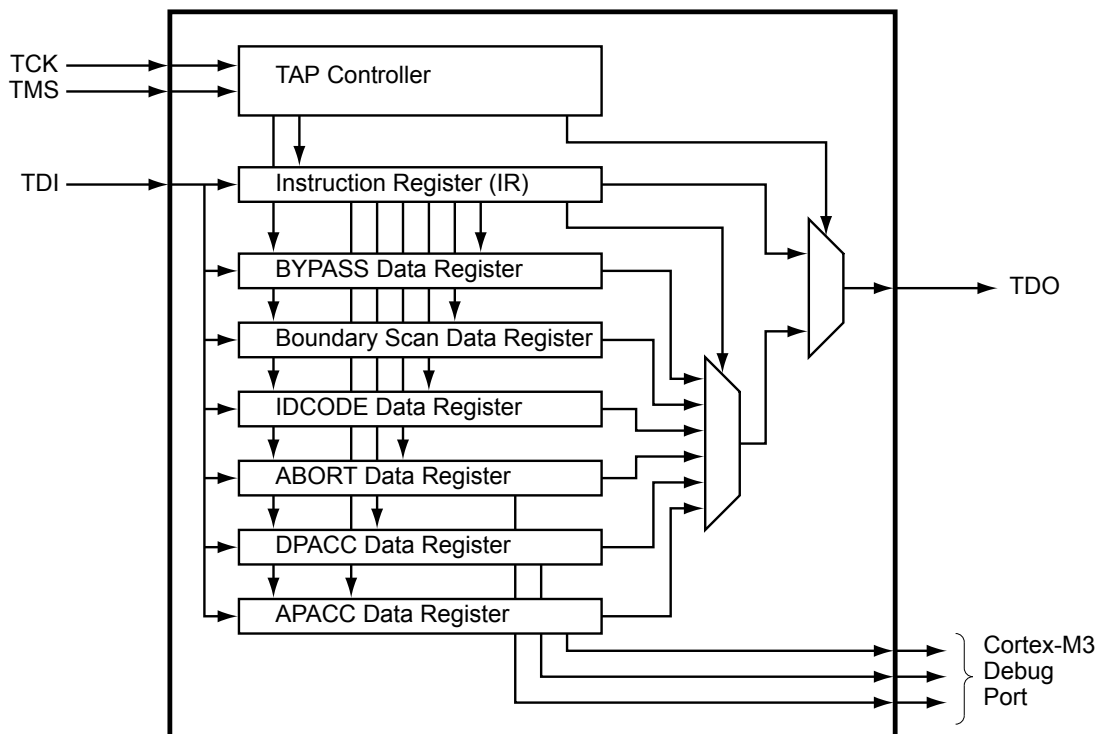 TCK
TMS
TAP Controller
TDI
Instruction Register (IR)
BYPASS Data Register
TDO
Boundary Scan Data Register
IDCODE Data Register
ABORT Data Register
DPACC Data Register
APACC Data Register
Cortex-M3
Debug
Port